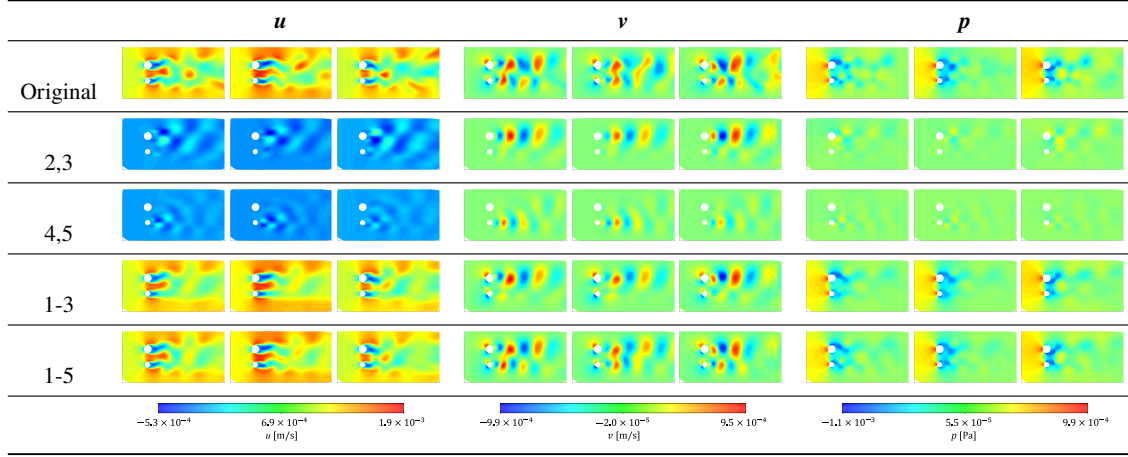 u v p
Original
2,3
4,5
1-3
1-5
−5.3 × 10⁻⁴ 6.9 × 10⁻⁴ 1.9 × 10⁻³ −9.9 × 10⁻⁴ −2.0 × 10⁻⁵ 9.5 × 10⁻⁴ −1.1 × 10⁻³ 5.5 × 10⁻⁵ 9.9 × 10⁻⁴
u [m/s] v [m/s] p [Pa]